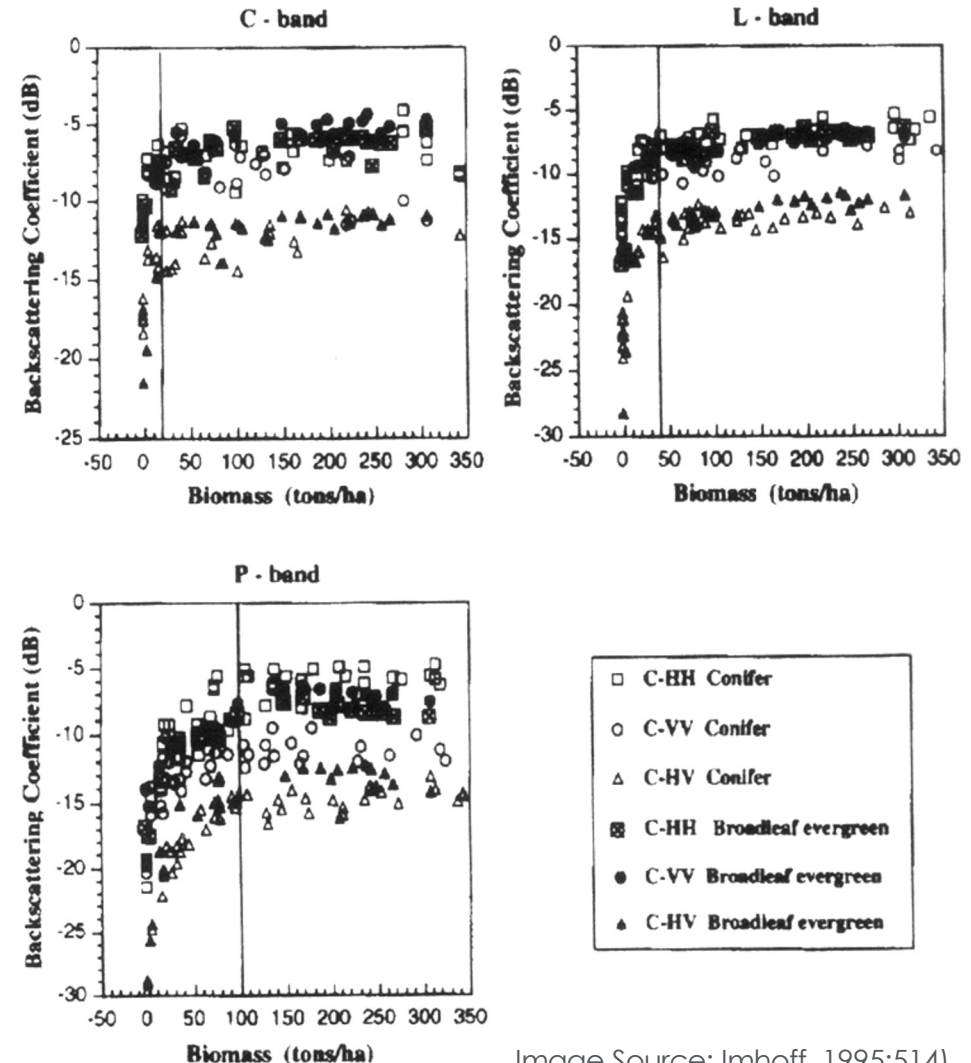 C - band
Backscattering Coefficient (dB)
0
-5
-10
-15
-20
-25
-50 0 50 100 150 200 250 300 350
Biomass (tons/ha)
L - band
Backscattering Coefficient (dB)
0
-5
-10
-15
-20
-25
-30
-50 0 50 100 150 200 250 300 350
Biomass (tons/ha)
P - band
Backscattering Coefficient (dB)
0
-5
-10
-15
-20
-25
-30
-50 0 50 100 150 200 250 300 350
Biomass (tons/ha)
C-HH Conifer
C-VV Conifer
C-HV Conifer
C-HH Broadleaf evergreen
C-VV Broadleaf evergreen
C-HV Broadleaf evergreen
Image Source: Imhoff, 1995:514)